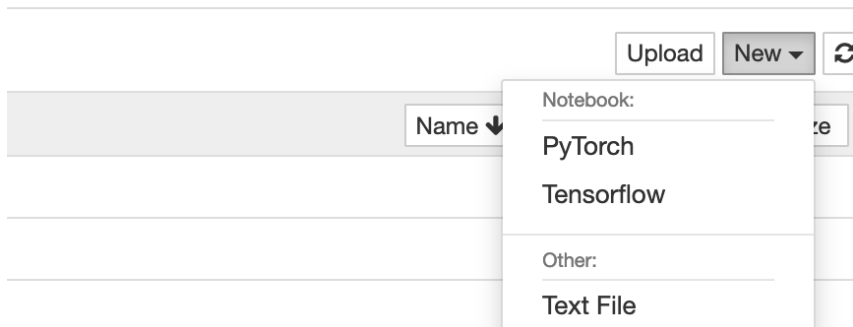 Upload New
Notebook:
Name ze
PyTorch
Tensorflow
Other:
Text File